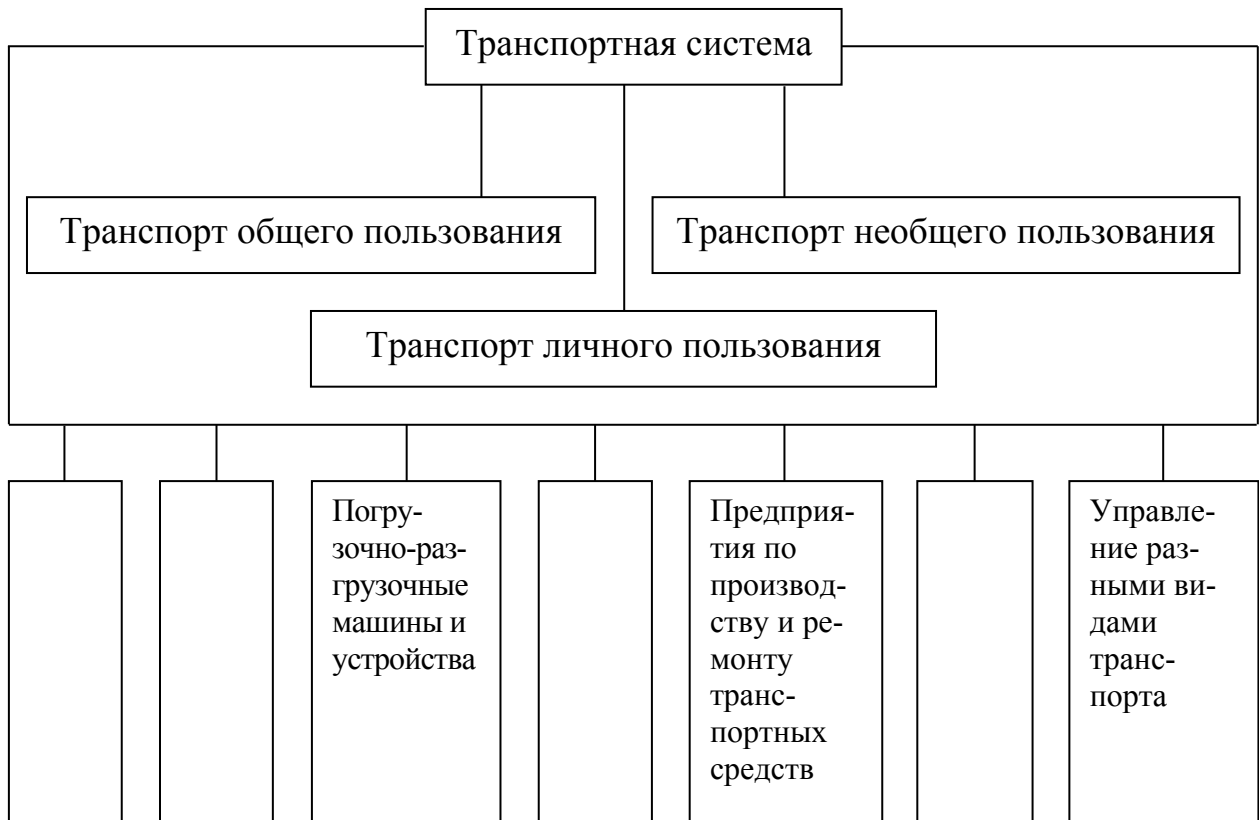 Транспортная система
Транспорт общего пользования
Транспорт необщего пользования
Транспорт личного пользования
Погру-
зочно-раз-
грузочные
машины и
устройства
Предприя-
тия по
производ-
ству и ре-
монту
транс-
портных
средств
Управле-
ние раз-
ными ви-
дами
транс-
порта